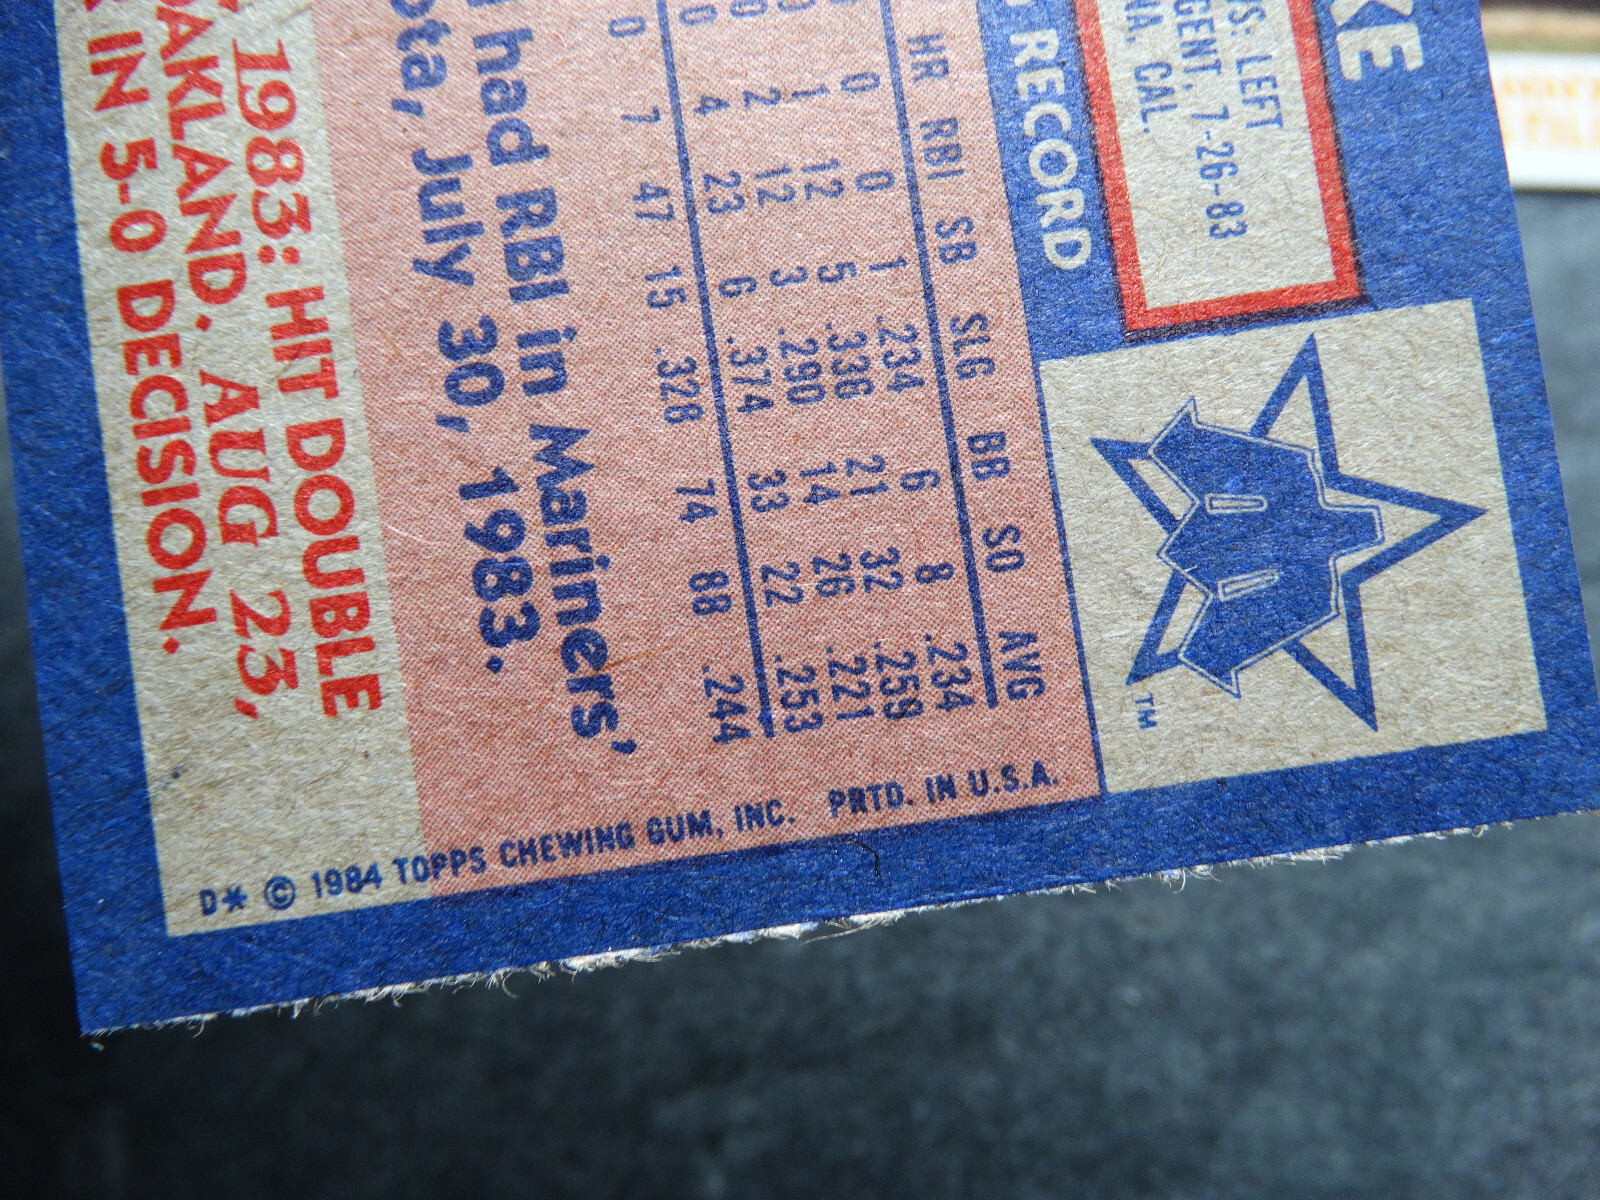 KE
S: LEFT
GENT, 7-26-83
NA, CAL.
RECORD
HR RBI SB SLG BB SO AVG
0 0 1 .234 6 8 .234
1 12 5 .336 21 32 .259
0 2 12 3 .290 14 26 .221
0 4 23 6 .374 33 22 .253
0 7 47 15 .328 74 88 .244
had RBI in Mariners'
ota, July 30, 1983.
1983: HIT DOUBLE
AKLAND, AUG 23,
IN 5-0 DECISION.
D* © 1984 TOPPS CHEWING GUM, INC. PRTD. IN U.S.A.
TM